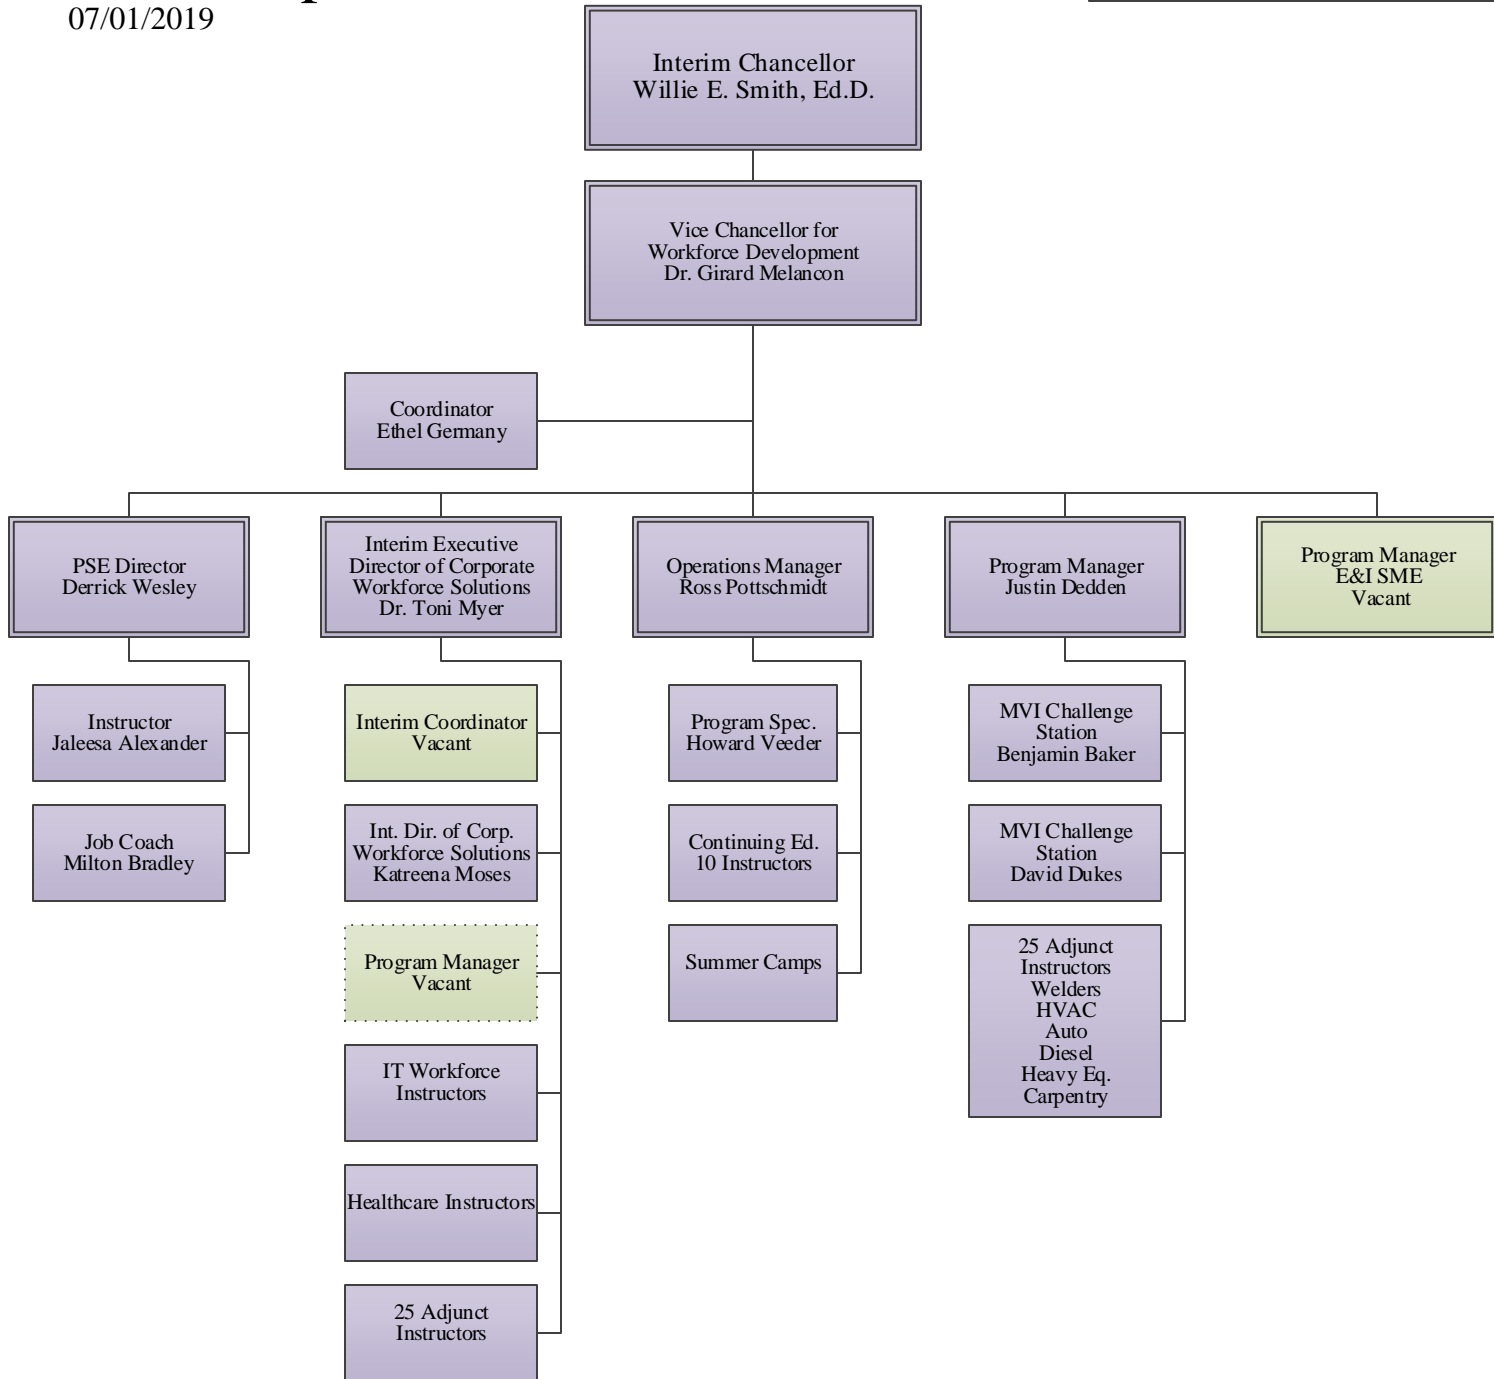 07/01/2019
Interim Chancellor
Willie E. Smith, Ed.D.
Vice Chancellor for
Workforce Development
Dr. Girard Melancon
Coordinator
Ethel Germany
PSE Director
Derrick Wesley
Interim Executive
Director of Corporate
Workforce Solutions
Dr. Toni Myer
Operations Manager
Ross Pottschmidt
Program Manager
Justin Dedden
Program Manager
E&I SME
Vacant
Instructor
Jaleesa Alexander
Job Coach
Milton Bradley
Interim Coordinator
Vacant
Int. Dir. of Corp.
Workforce Solutions
Katreena Moses
Program Manager
Vacant
IT Workforce
Instructors
Healthcare Instructors
25 Adjunct
Instructors
Program Spec.
Howard Veeder
Continuing Ed.
10 Instructors
Summer Camps
MVI Challenge
Station
Benjamin Baker
MVI Challenge
Station
David Dukes
25 Adjunct
Instructors
Welders
HVAC
Auto
Diesel
Heavy Eq.
Carpentry